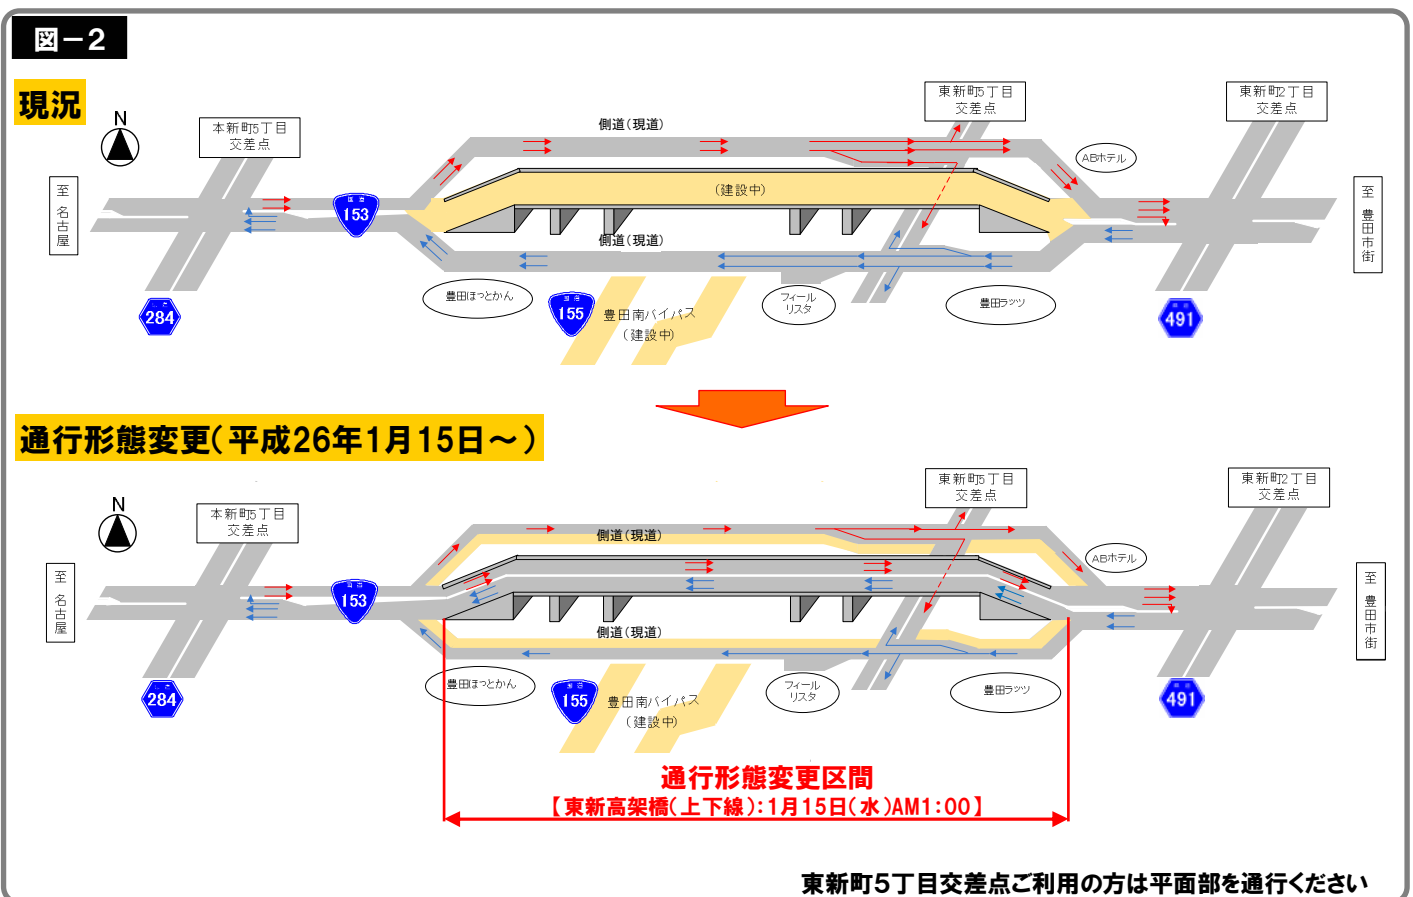 図－2
現況
N
本新町5丁目
交差点
側道(現道)
東新町5丁目
交差点
東新町2丁目
交差点
ABホテル
至 名古屋
153
(建設中)
至 豊田市街
側道(現道)
284
豊田ほっとかん
155
豊田南バイパス
(建設中)
フィール
リスタ
豊田ラッツ
491
通行形態変更(平成26年1月15日～)
N
本新町5丁目
交差点
側道(現道)
東新町5丁目
交差点
東新町2丁目
交差点
ABホテル
至 名古屋
153
至 豊田市街
側道(現道)
284
豊田ほっとかん
155
豊田南バイパス
(建設中)
フィール
リスタ
豊田ラッツ
491
通行形態変更区間
【東新高架橋(上下線):1月15日(水)AM1:00】
東新町5丁目交差点ご利用の方は平面部を通行ください